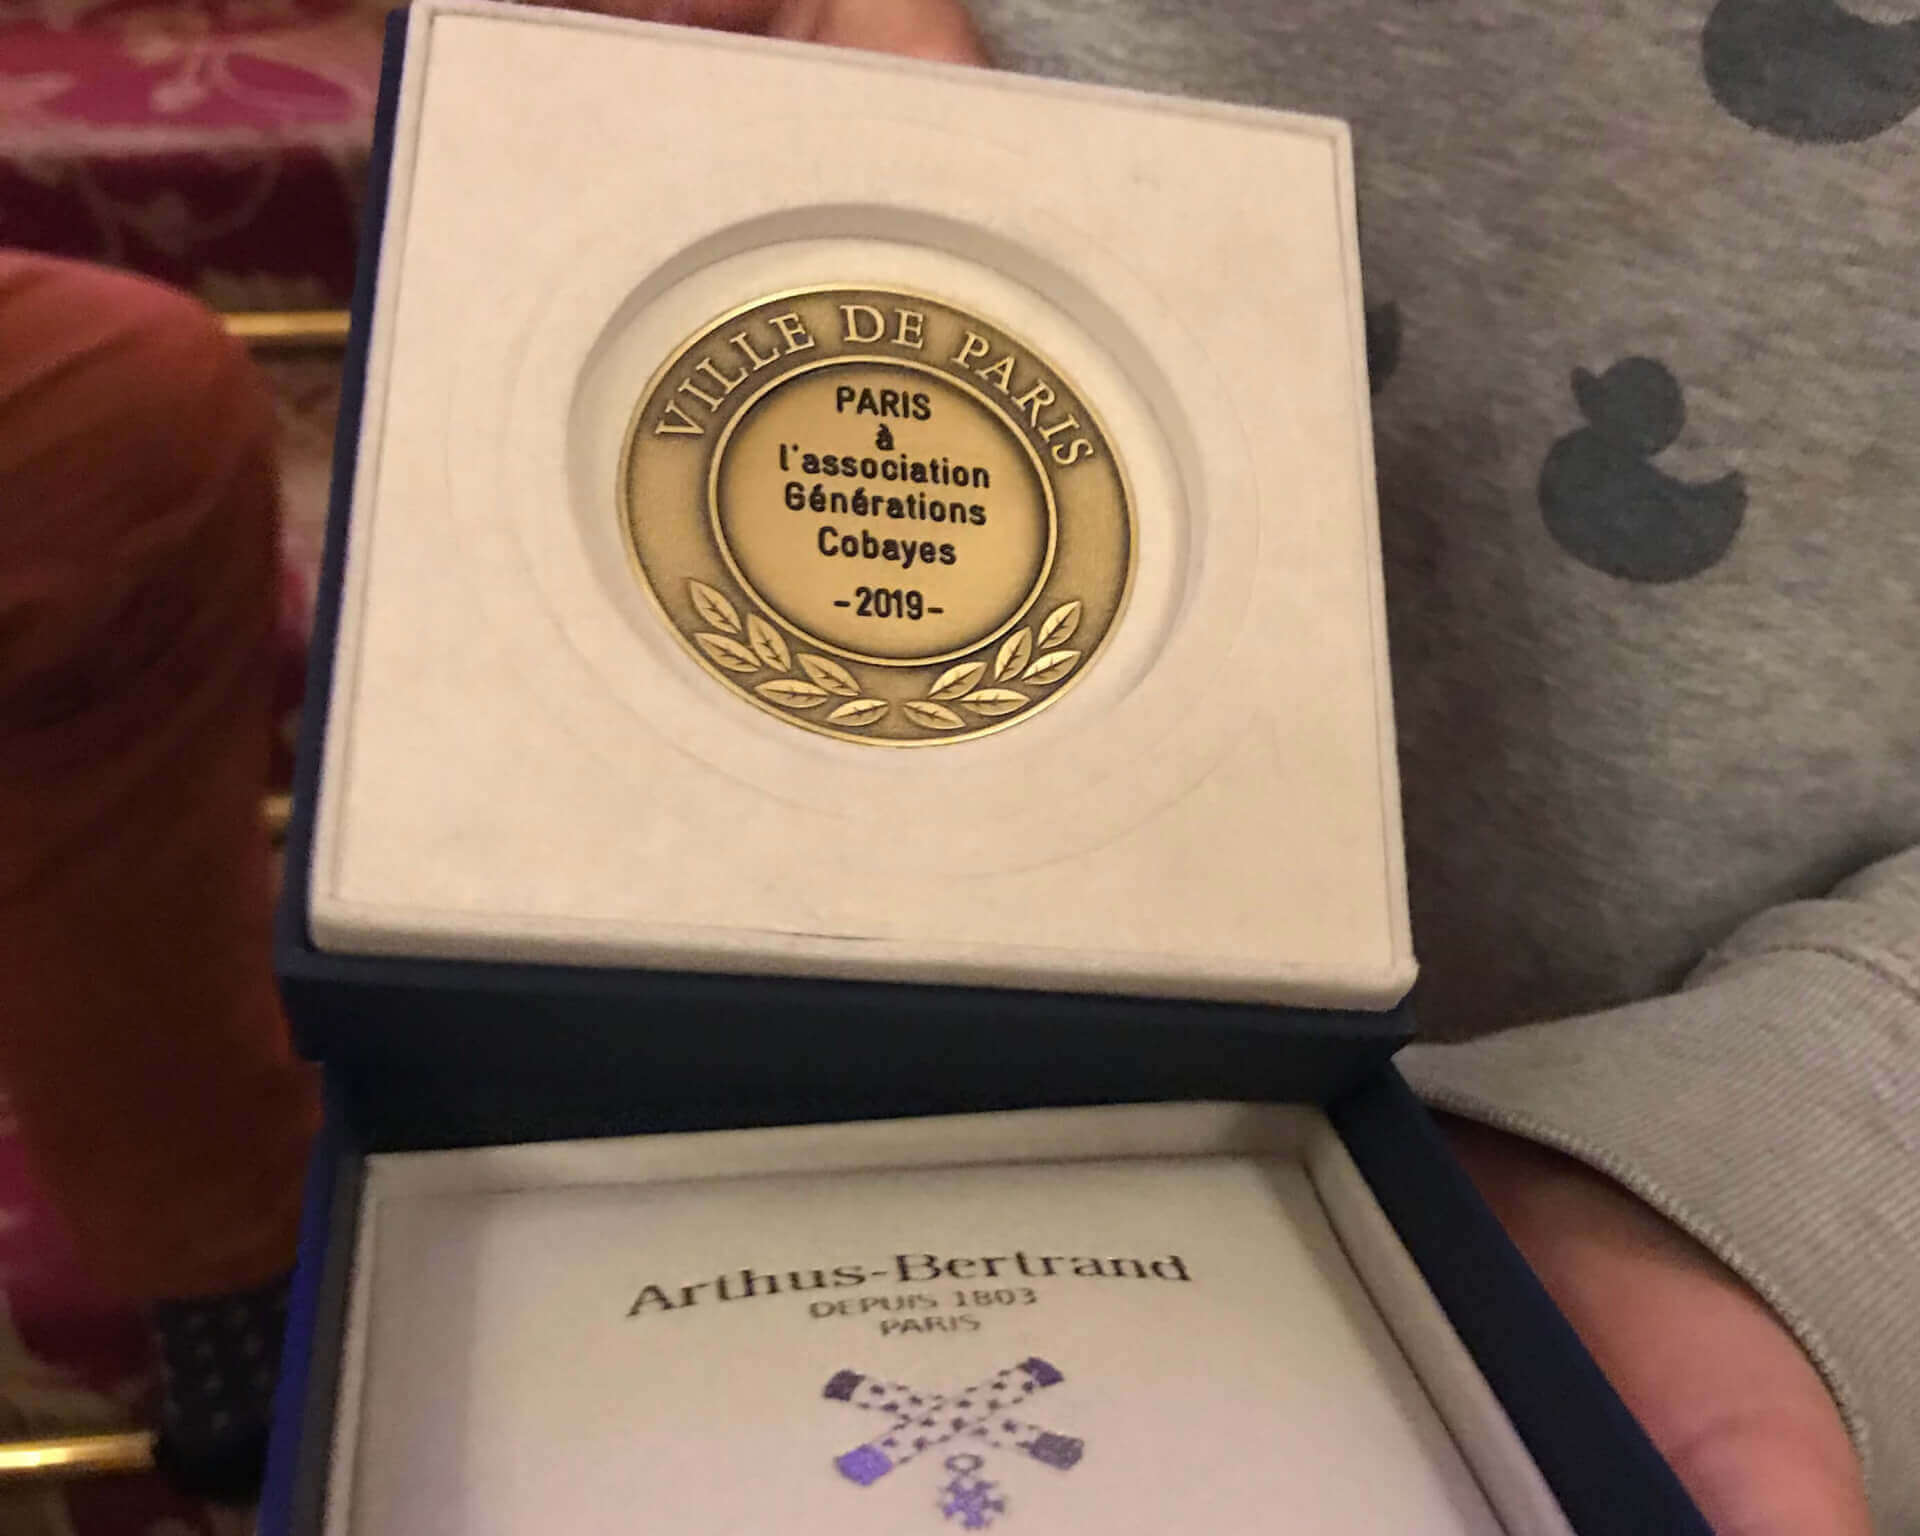 VILLE DE PARIS
PARIS
à
l'association
Générations
Cobayes
-2019-
Arthus-Bertrand
DEPUIS 1803
PARIS